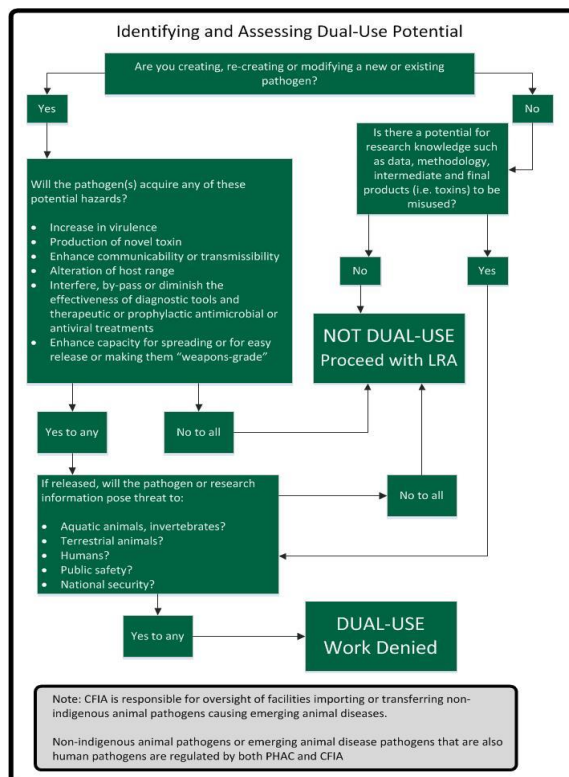 Identifying and Assessing Dual-Use Potential
Are you creating, re-creating or modifying a new or existing
pathogen?
Yes
No
Is there a potential for
research knowledge such
as data, methodology,
intermediate and final
products (i.e. toxins) to be
misused?
Will the pathogen(s) acquire any of these
potential hazards?
• Increase in virulence
• Production of novel toxin
• Enhance communicability or transmissibility
• Alteration of host range
• Interfere, by-pass or diminish the
effectiveness of diagnostic tools and
therapeutic or prophylactic antimicrobial or
antiviral treatments
• Enhance capacity for spreading or for easy
release or making them “weapons-grade”
No
Yes
NOT DUAL-USE
Proceed with LRA
Yes to any
No to all
If released, will the pathogen or research
information pose threat to:
• Aquatic animals, invertebrates?
• Terrestrial animals?
• Humans?
• Public safety?
• National security?
No to all
Yes to any
DUAL-USE
Work Denied
Note: CFIA is responsible for oversight of facilities importing or transferring non-
indigenous animal pathogens causing emerging animal diseases.
Non-indigenous animal pathogens or emerging animal disease pathogens that are also
human pathogens are regulated by both PHAC and CFIA